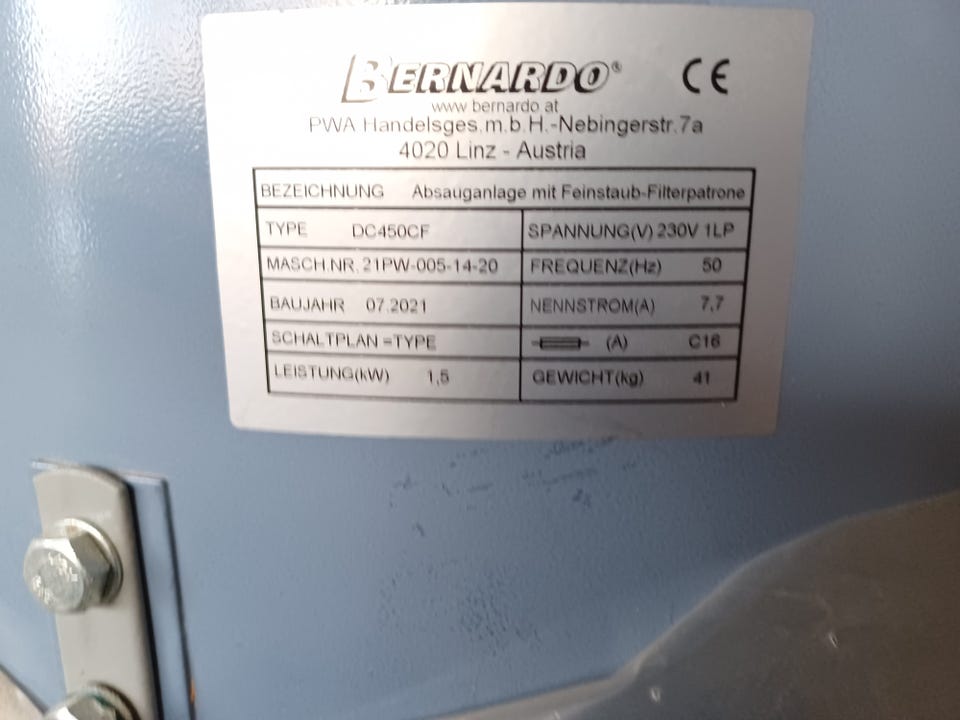 BERNARDO®
CE
www.bernardo.at
PWA Handelsges.m.b.H.-Nebingerstr.7a
4020 Linz - Austria
BEZEICHNUNG Absauganlage mit Feinstaub-Filterpatrone
TYPE DC450CF SPANNUNG(V) 230V 1LP
MASCH.NR. 21PW-005-14-20 FREQUENZ(Hz) 50
BAUJAHR 07.2021 NENNSTROM(A) 7,7
SCHALTPLAN =TYPE (A) C16
LEISTUNG(kW) 1,5 GEWICHT(kg) 41